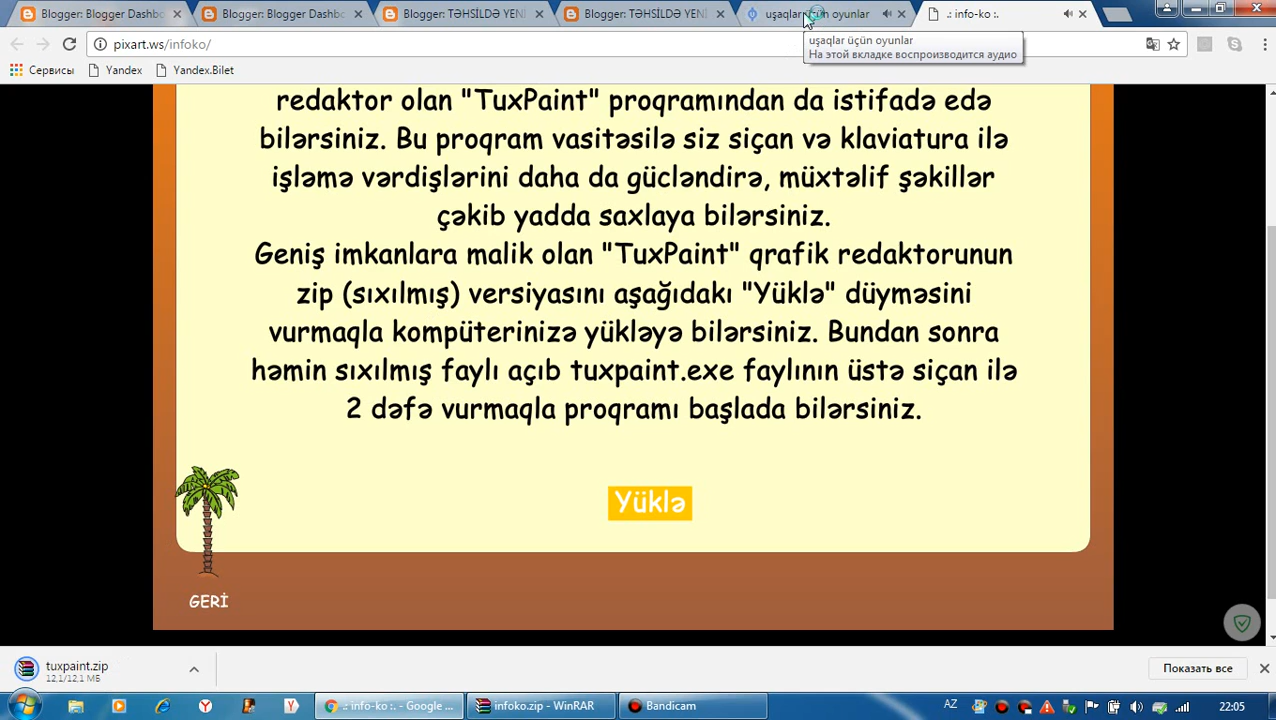 Blogger: Blogger Dashbo
Blogger: Blogger Dashbo
Blogger: TƏHSİLDƏ YENİ
Blogger: TƏHSİLDƏ YENİ
uşaqlar üçün oyunlar
.: info-ko :.
pixart.ws/infoko/
uşaqlar üçün oyunlar
На этой вкладке воспроизводится аудио
Сервисы
Yandex
Yandex.Bilet
redaktor olan "TuxPaint" proqramından da istifadə edə
bilərsiniz. Bu proqram vasitəsilə siz siçan və klaviatura ilə
işləmə vərdişlərini daha da gücləndirə, müxtəlif şəkillər
çəkib yadda saxlaya bilərsiniz.
Geniş imkanlara malik olan "TuxPaint" qrafik redaktorunun
zip (sıxılmış) versiyasını aşağıdakı "Yüklə" düyməsini
vurmaqla kompüterinizə yükləyə bilərsiniz. Bundan sonra
həmin sıxılmış faylı açıb tuxpaint.exe faylının üstə siçan ilə
2 dəfə vurmaqla proqramı başlada bilərsiniz.
Yüklə
GERİ
tuxpaint.zip
12,1/12,1 МБ
Показать все
.: info-ko :. - Google ...
infoko.zip - WinRAR
Bandicam
AZ
22:05